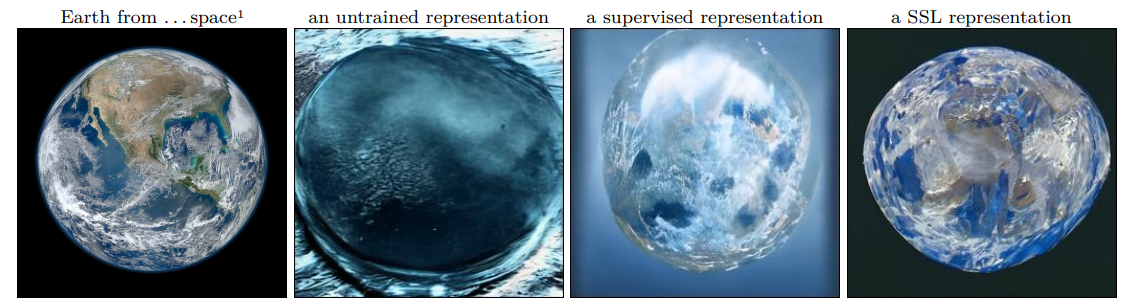 Earth from ... space¹
an untrained representation
a supervised representation
a SSL representation